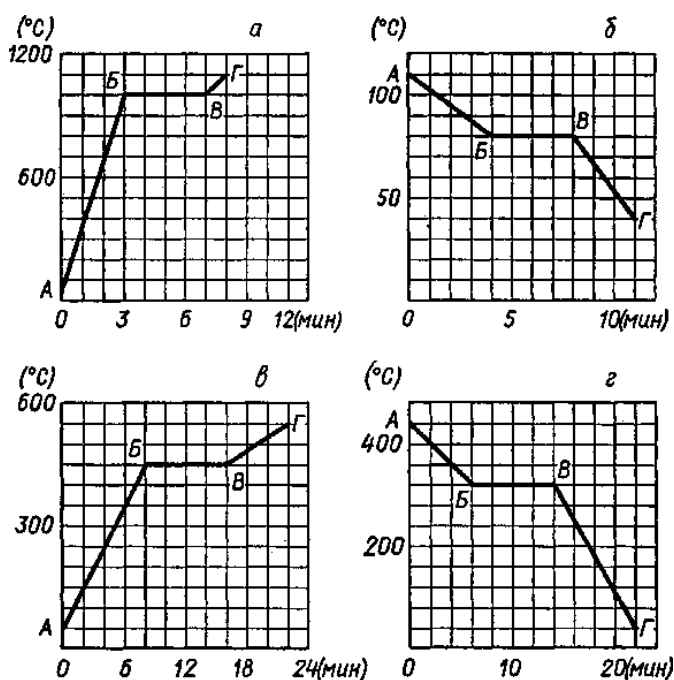 (°C) а
1200
Б Г
В
600
А
0 3 6 9 12(мин)
(°C) б
А
100
Б В
50
Г
0 5 10(мин)
(°C) в
600
Б Г
В
300
А
0 6 12 18 24(мин)
(°C) г
А
400
Б В
200
Г
0 10 20(мин)